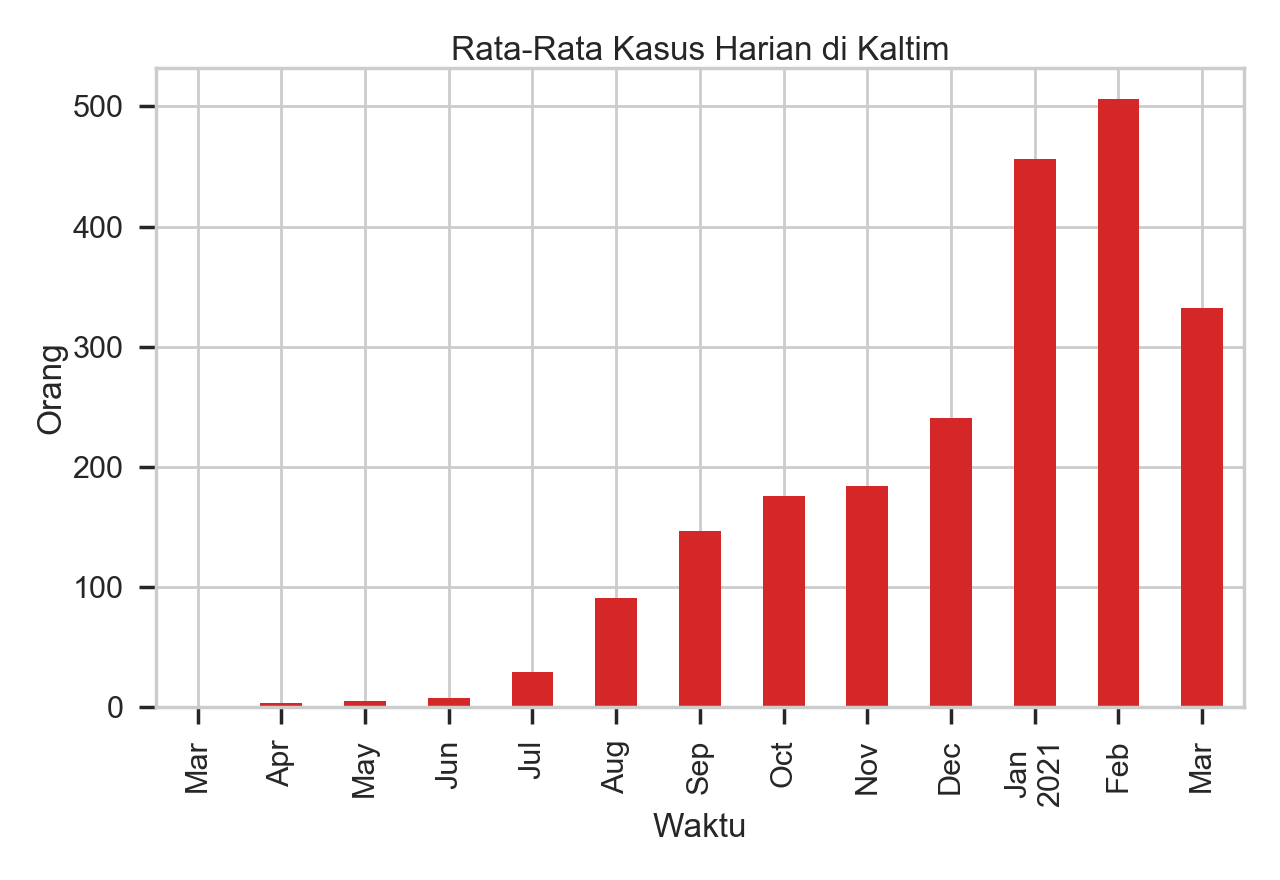 Rata-Rata Kasus Harian di Kaltim
500
400
300
200
100
0
Orang
Mar
Apr
May
Jun
Jul
Aug
Sep
Oct
Nov
Dec
Jan
2021
Feb
Mar
Waktu